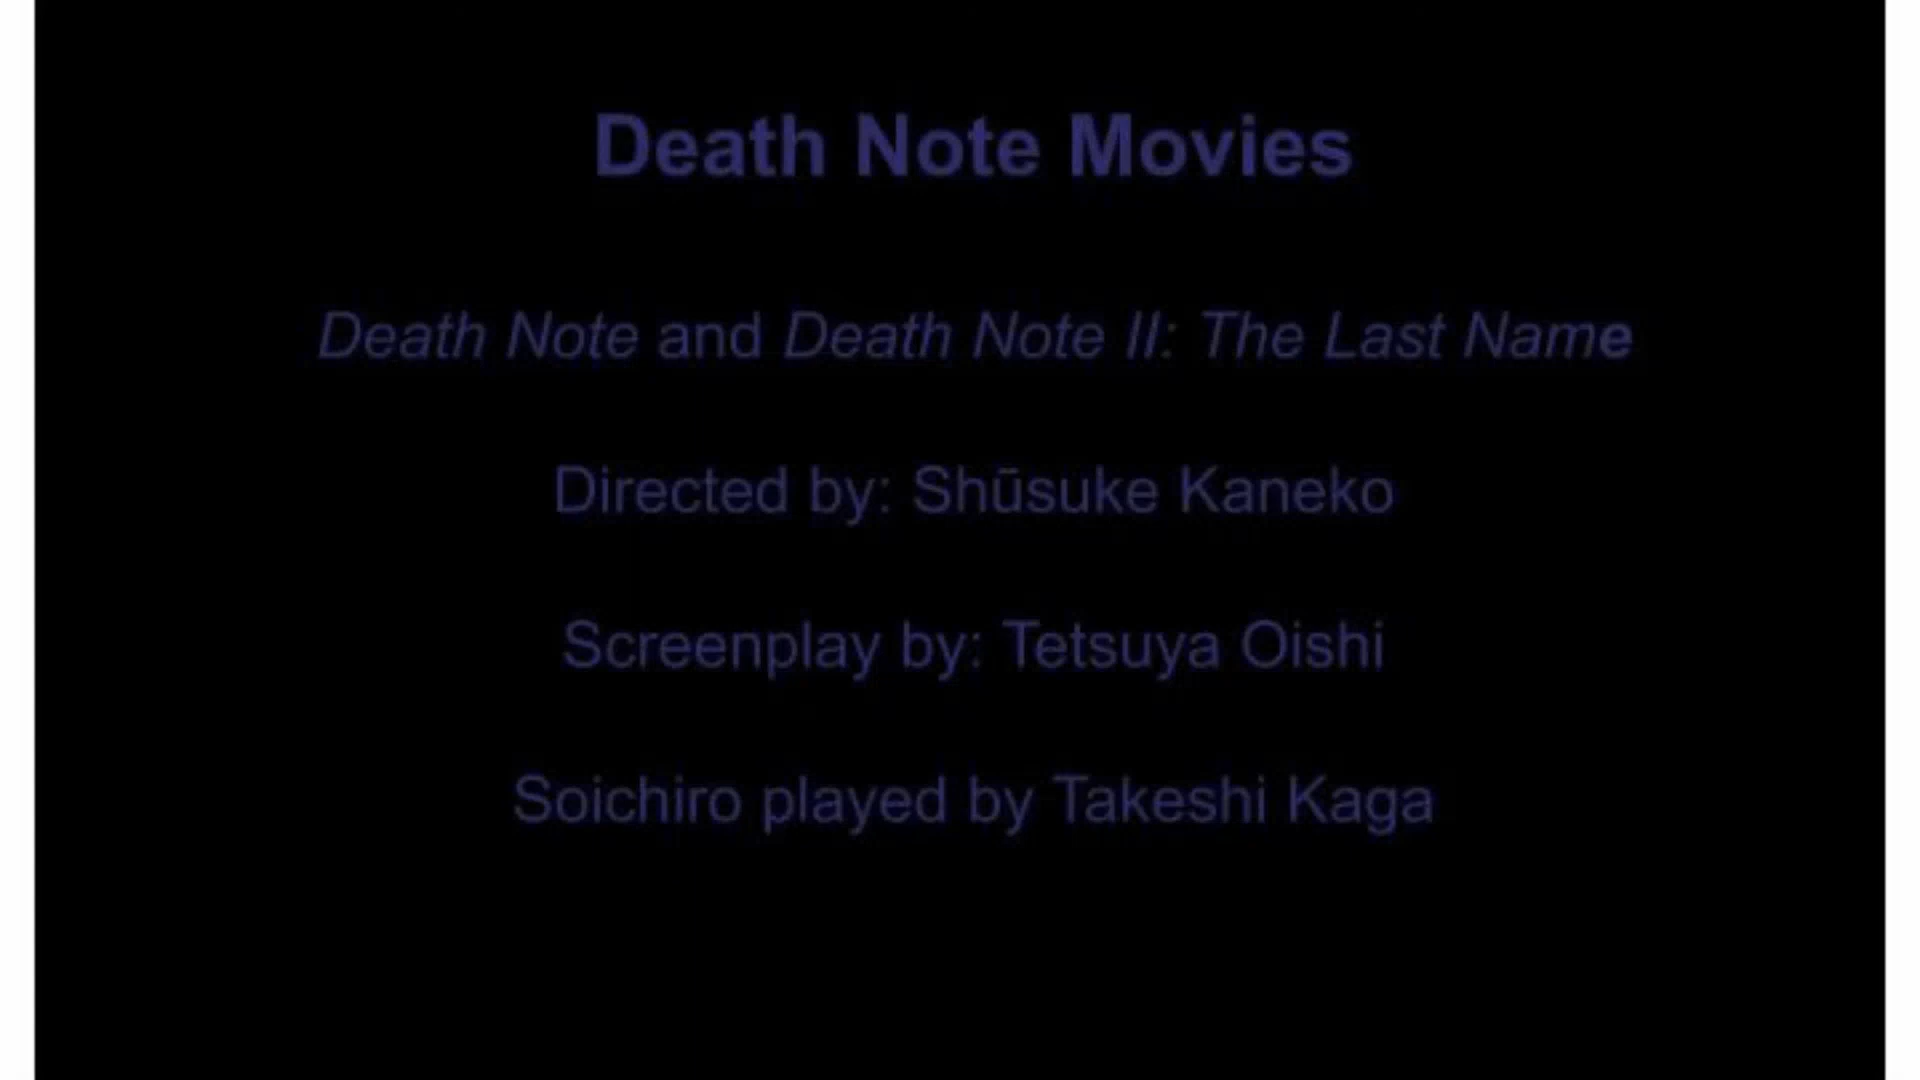 Death Note Movies
Death Note and Death Note II: The Last Name
Directed by: Shūsuke Kaneko
Screenplay by: Tetsuya Oishi
Soichiro played by Takeshi Kaga